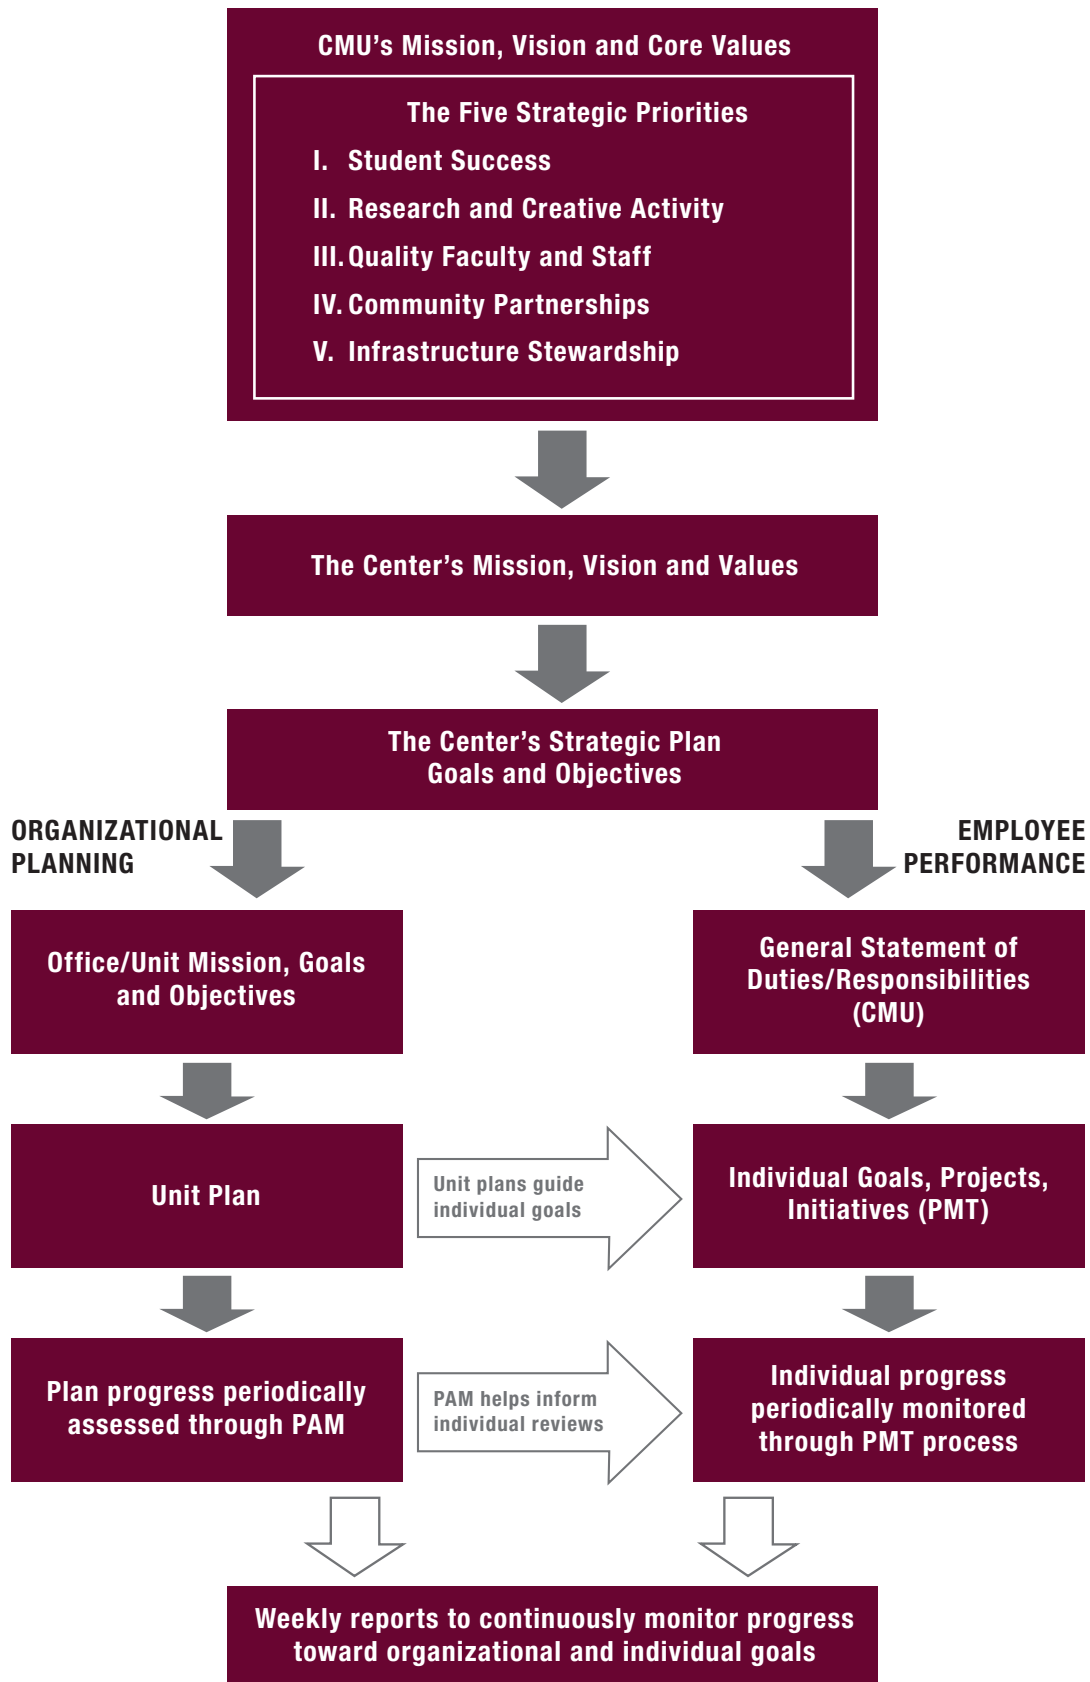 CMU’s Mission, Vision and Core Values
The Five Strategic Priorities
I. Student Success
II. Research and Creative Activity
III. Quality Faculty and Staff
IV. Community Partnerships
V. Infrastructure Stewardship
The Center’s Mission, Vision and Values
The Center’s Strategic Plan
Goals and Objectives
ORGANIZATIONAL
PLANNING
EMPLOYEE
PERFORMANCE
Office/Unit Mission, Goals
and Objectives
General Statement of
Duties/Responsibilities
(CMU)
Unit Plan
Unit plans guide
individual goals
Individual Goals, Projects,
Initiatives (PMT)
Plan progress periodically
assessed through PAM
PAM helps inform
individual reviews
Individual progress
periodically monitored
through PMT process
Weekly reports to continuously monitor progress
toward organizational and individual goals